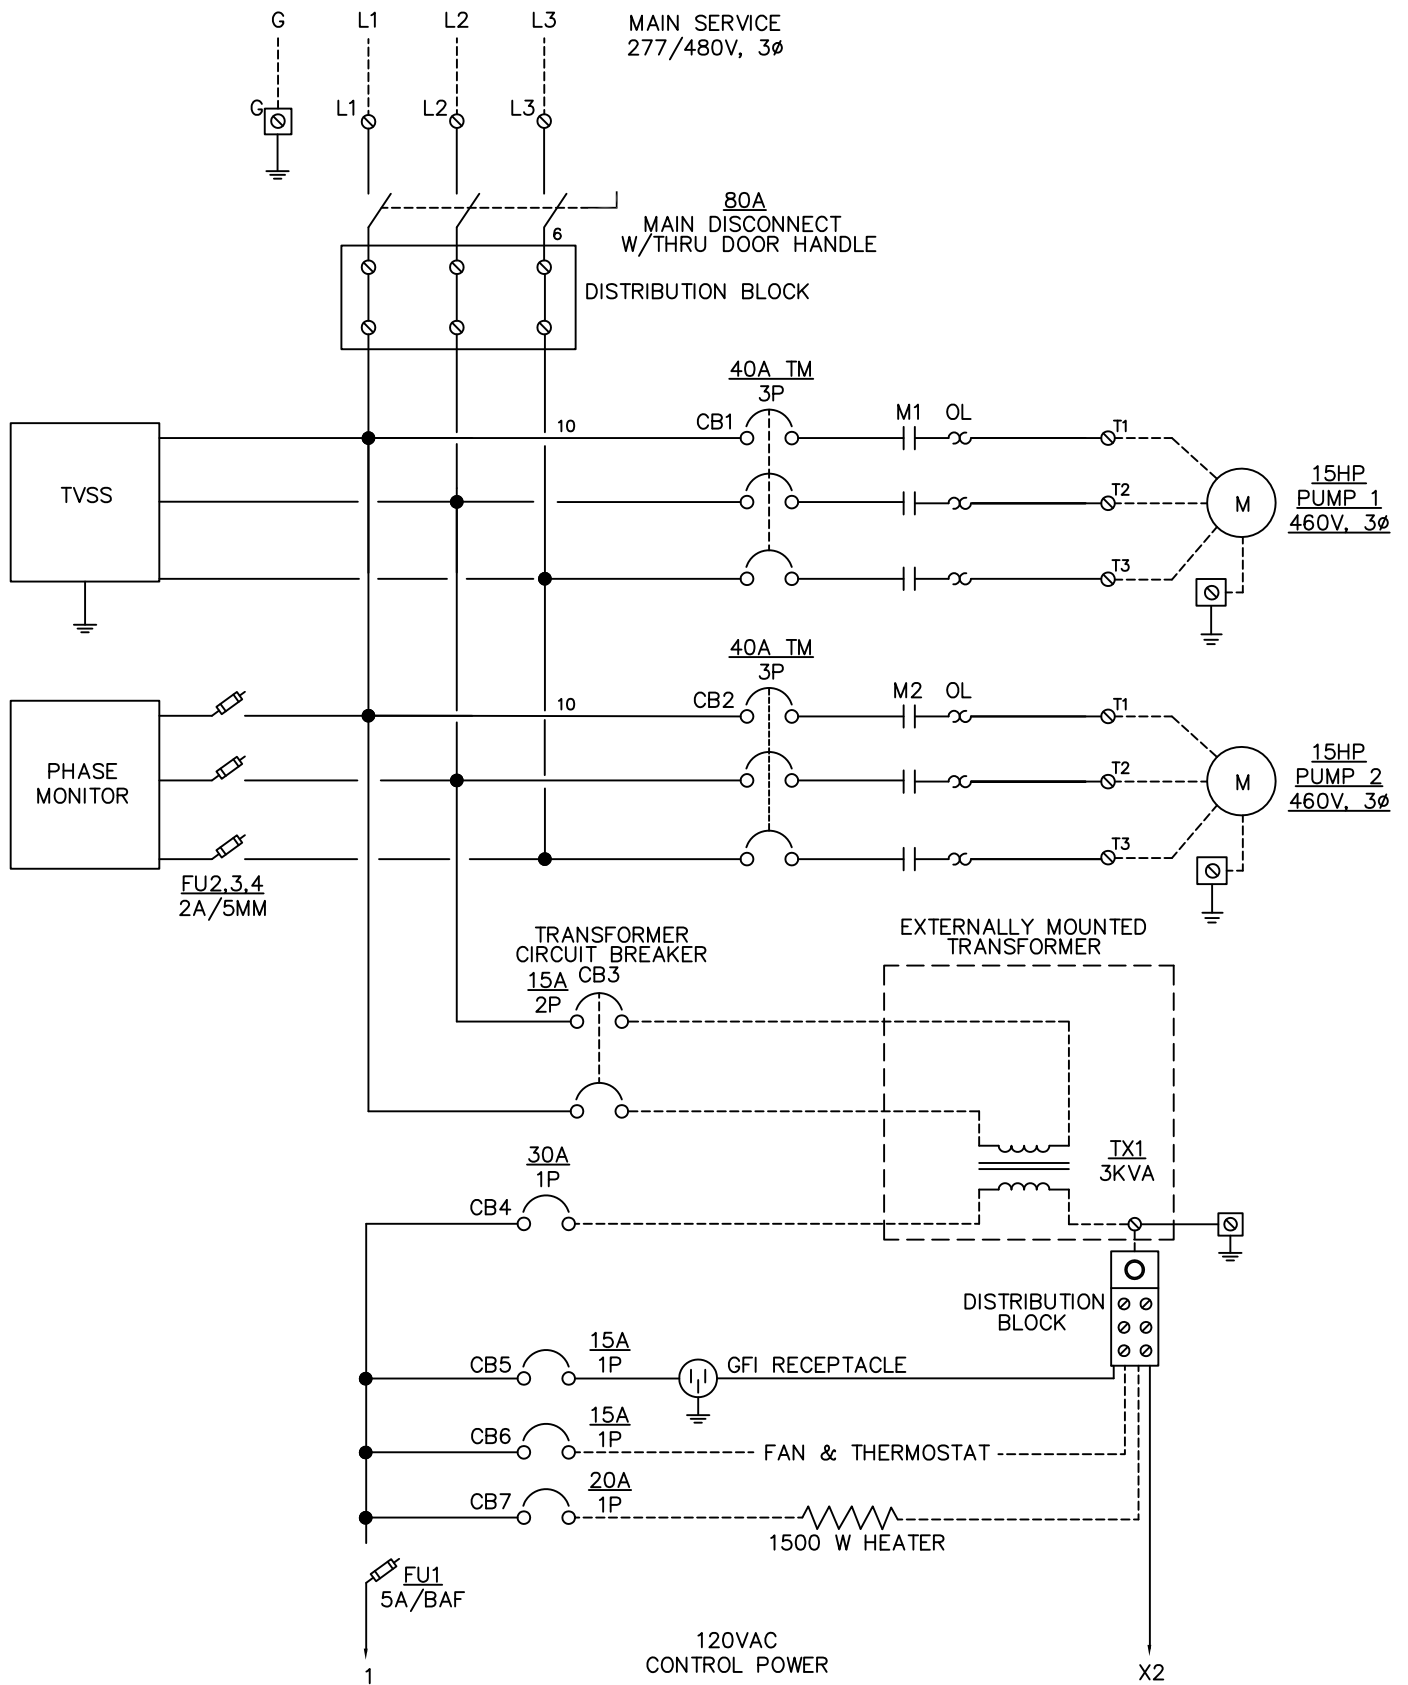 G L1 L2 L3 MAIN SERVICE
277/480V, 3ø
G L1 L2 L3
80A
MAIN DISCONNECT
W/THRU DOOR HANDLE
6
DISTRIBUTION BLOCK
40A TM
3P
10 CB1 M1 OL T1
TVSS
T2
T3
M
15HP
PUMP 1
460V, 3ø
40A TM
3P
10 CB2 M2 OL T1
PHASE
MONITOR
T2
T3
M
15HP
PUMP 2
460V, 3ø
FU2,3,4
2A/5MM
TRANSFORMER
CIRCUIT BREAKER
15A CB3
2P
EXTERNALLY MOUNTED
TRANSFORMER
TX1
3KVA
30A
1P
CB4
DISTRIBUTION
BLOCK
15A
CB5 1P GFI RECEPTACLE
15A
CB6 1P FAN & THERMOSTAT
20A
CB7 1P
1500 W HEATER
FU1
5A/BAF
120VAC
CONTROL POWER
1 X2